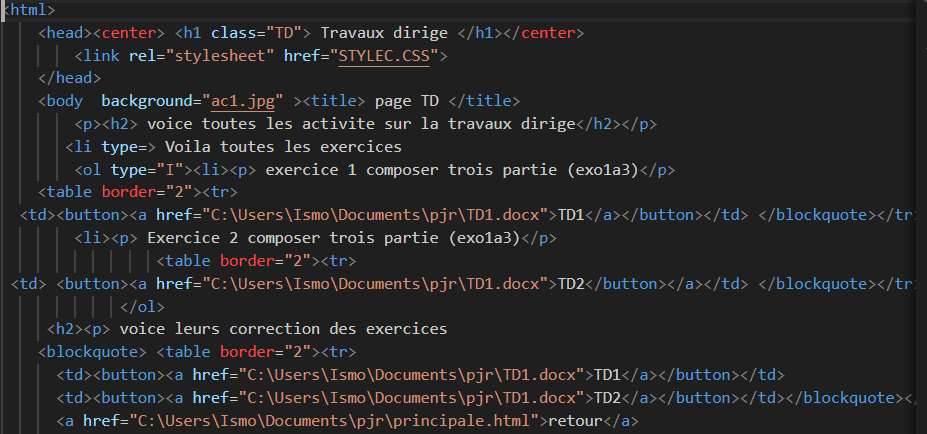 <html>
<head><center> <h1 class="TD"> Travaux dirige </h1></center>
<link rel="stylesheet" href="STYLEC.CSS">
</head>
<body  background="ac1.jpg" ><title> page TD </title>
<p><h2> voice toutes les activite sur la travaux dirige</h2></p>
<li type=> Voila toutes les exercices
<ol type="I"><li><p> exercice 1 composer trois partie (exo1a3)</p>
<table border="2"><tr>
<td><button><a href="C:\Users\Ismo\Documents\pjr\TD1.docx">TD1</a></button></td> </blockquote></tr
<li><p> Exercice 2 composer trois partie (exo1a3)</p>
<table border="2"><tr>
<td> <button><a href="C:\Users\Ismo\Documents\pjr\TD1.docx">TD2</button></a></td> </blockquote></tr
</ol>
<h2><p> voice leurs correction des exercices
<blockquote> <table border="2"><tr>
<td><button><a href="C:\Users\Ismo\Documents\pjr\TD1.docx">TD1</a></button></td>
<td><button><a href="C:\Users\Ismo\Documents\pjr\TD1.docx">TD2</a></button></td></blockquote></
<a href="C:\Users\Ismo\Documents\pjr\principale.html">retour</a>